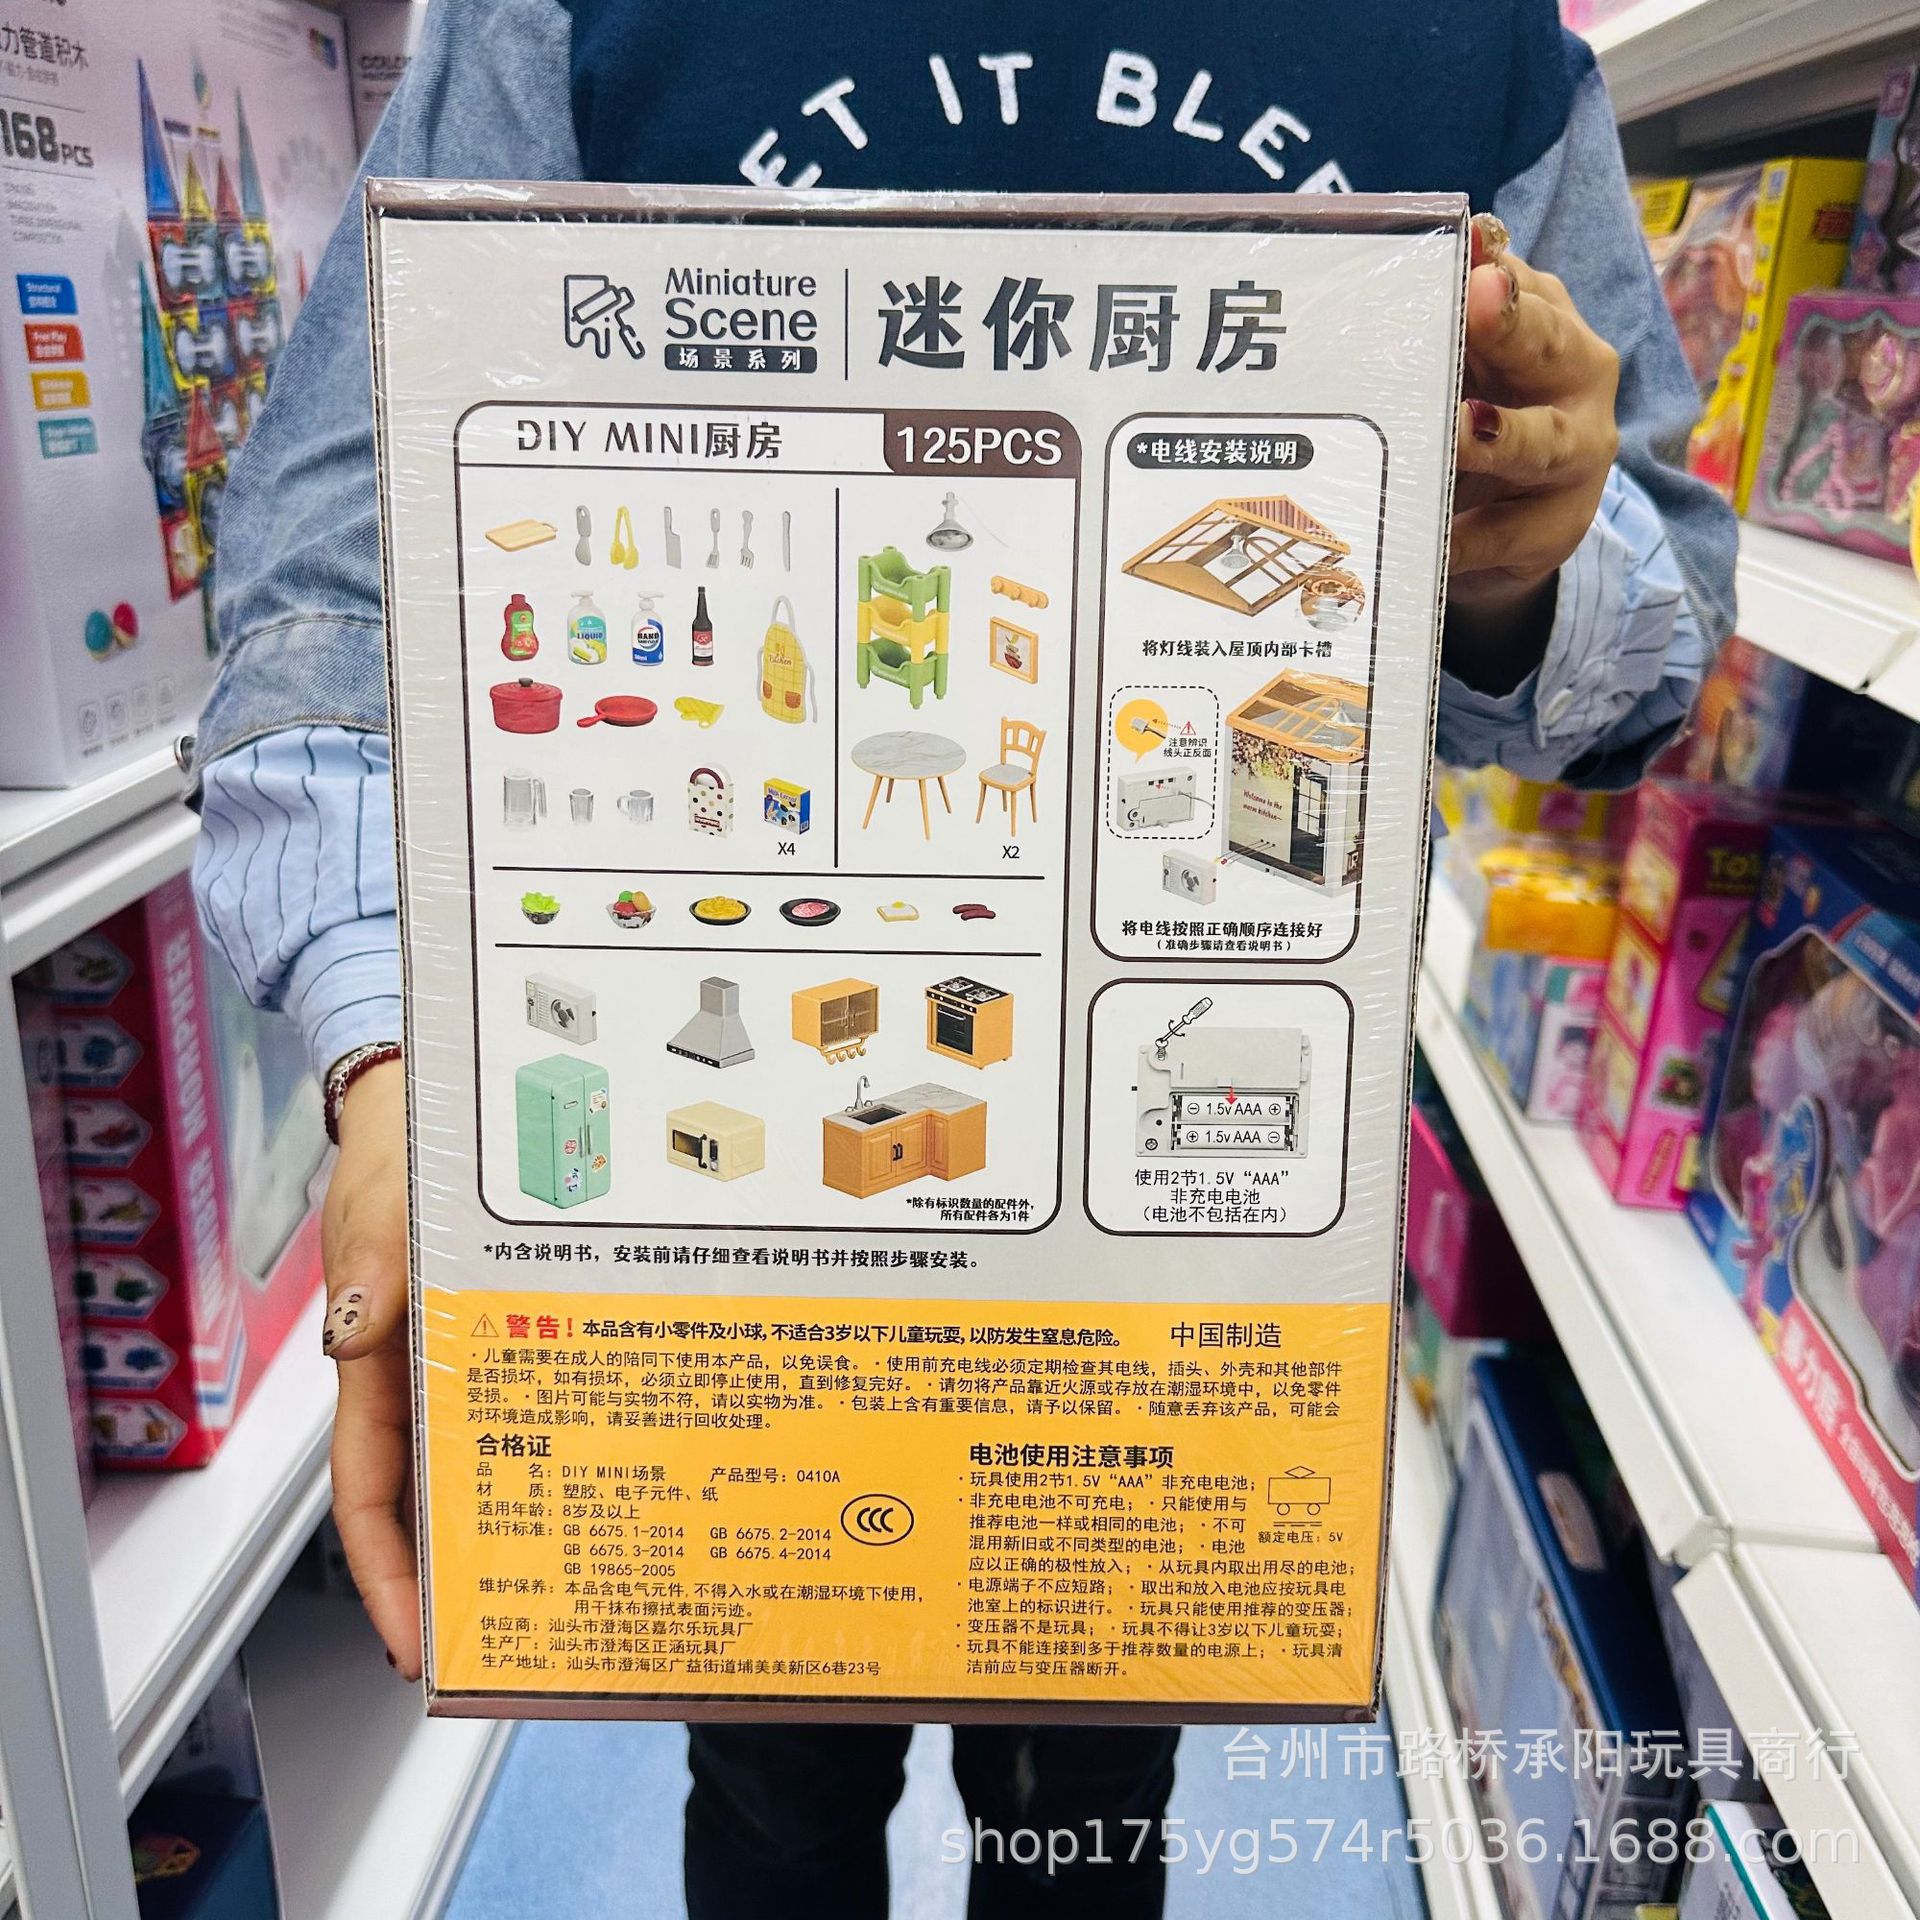 力管道积木
168PCS
ET IT BLEE
Miniature
Scene
场景系列
迷你厨房
DIY MINI厨房
125PCS
LIQUID
HAND
Kitchen
X4
X2
*除有标识数量的配件外,
所有配件各为1件
*电线安装说明
将灯线装入屋顶内部卡槽
注意辨识
线头正反面
Welcome to the
将电线按照正确顺序连接好
(准确步骤请查看说明书)
⊖ 1.5v AAA ⊕
⊕ 1.5v AAA ⊖
使用2节1.5V“AAA”
非充电电池
(电池不包括在内)
*内含说明书，安装前请仔细查看说明书并按照步骤安装。
警告! 本品含有小零件及小球, 不适合3岁以下儿童玩耍, 以防发生窒息危险。
中国制造
·儿童需要在成人的陪同下使用本产品，以免误食。·使用前充电线必须定期检查其电线，插头、外壳和其他部件
是否损坏，如有损坏，必须立即停止使用，直到修复完好。·请勿将产品靠近火源或存放在潮湿环境中，以免零件
受损。·图片可能与实物不符，请以实物为准。·包装上含有重要信息，请予以保留。·随意丢弃该产品，可能会
对环境造成影响，请妥善进行回收处理。
合格证
品 名：DIY MINI场景 产品型号：0410A
材 质：塑胶、电子元件、纸
适用年龄：8岁及以上
执行标准：GB 6675.1-2014 GB 6675.2-2014
GB 6675.3-2014 GB 6675.4-2014
GB 19865-2005
维护保养：本品含电气元件,不得入水或在潮湿环境下使用，
用干抹布擦拭表面污迹。
供应商：汕头市澄海区嘉尔乐玩具厂
生产厂：汕头市澄海区正涵玩具厂
生产地址：汕头市澄海区广益街道埔美美新区6巷23号
CCC
电池使用注意事项
·玩具使用2节1.5V“AAA”非充电电池；
·非充电电池不可充电；·只能使用与
推荐电池一样或相同的电池；·不可
混用新旧或不同类型的电池；·电池
应以正确的极性放入；·从玩具内取出用尽的电池；
·电源端子不应短路；·取出和放入电池应按玩具电
池室上的标识进行。·玩具只能使用推荐的变压器；
·变压器不是玩具；·玩具不得让3岁以下儿童玩耍；
·玩具不能连接到多于推荐数量的电源上；·玩具清
洁前应与变压器断开。
额定电压：5V
NUMBER MORPHER
台州市路桥承阳玩具商行
shop175yg574r5036.1688.com